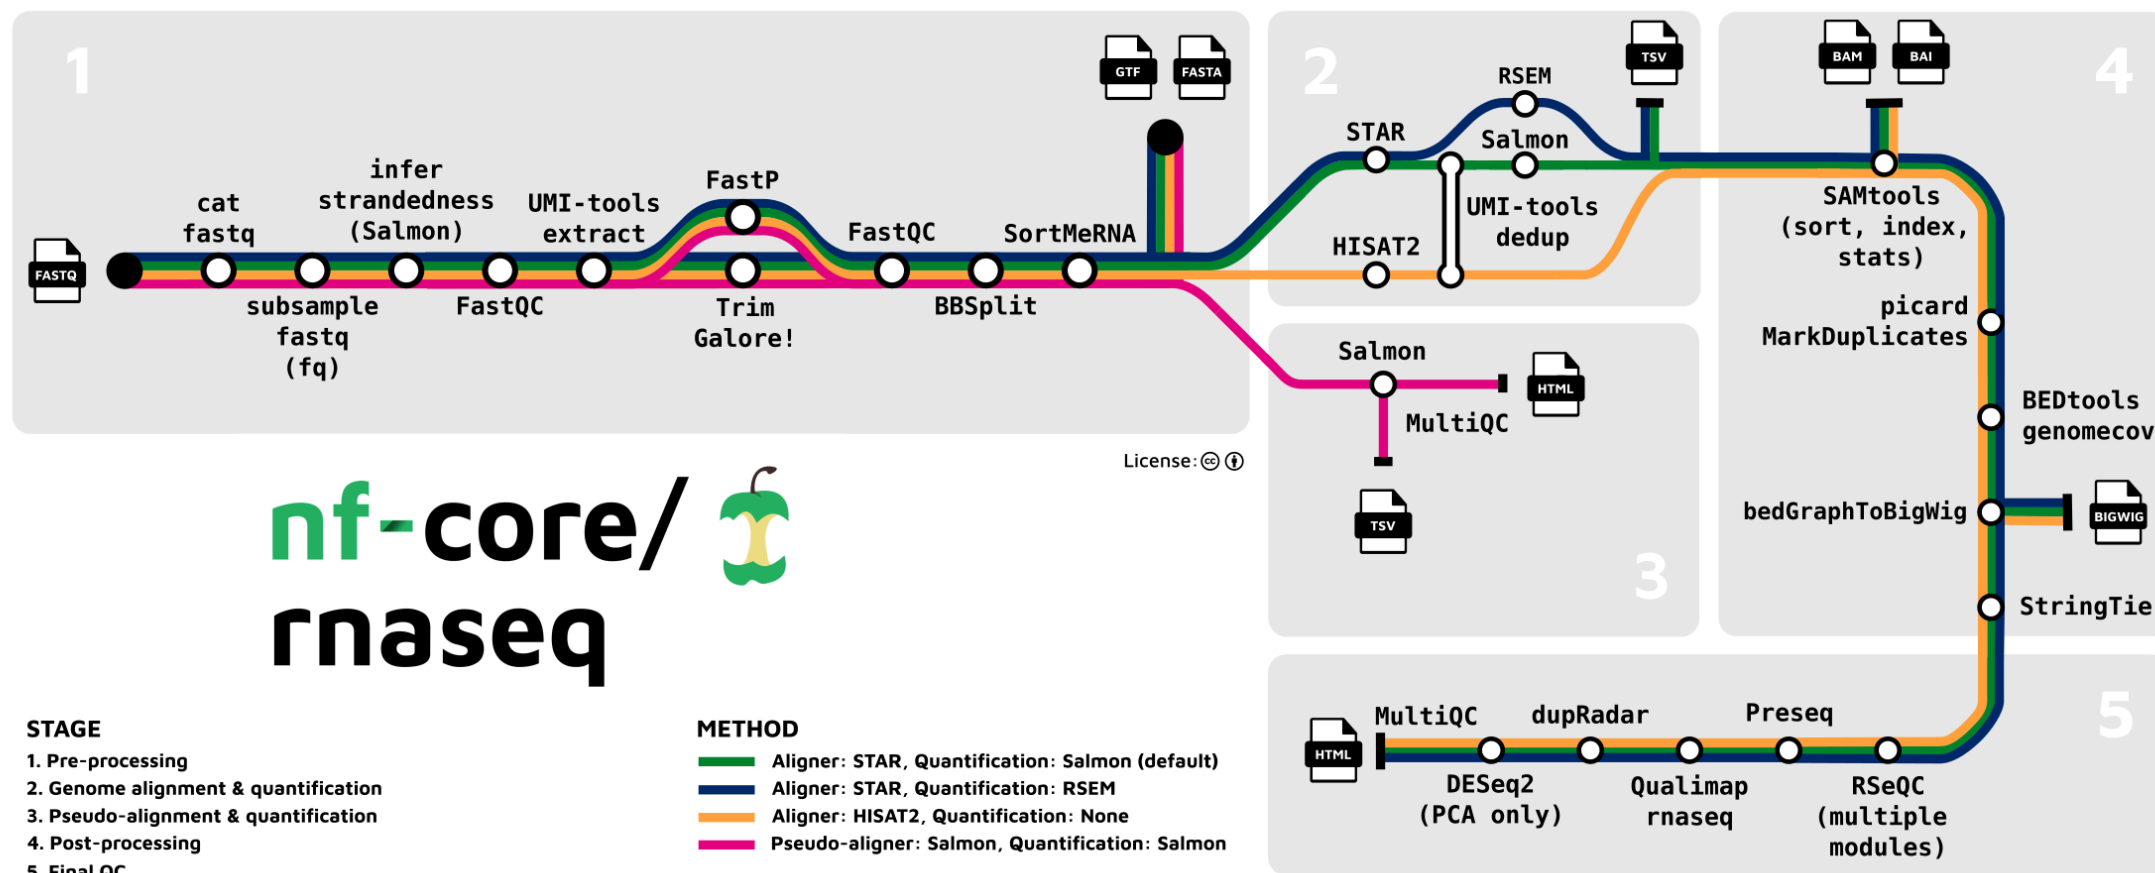 1
GTF
FASTA
FASTQ
cat
fastq
subsample
fastq
(fq)
infer
strandedness
(Salmon)
FastQC
UMI-tools
extract
FastP
Trim
Galore!
FastQC
BBSplit
SortMeRNA
2
STAR
RSEM
Salmon
TSV
HISAT2
UMI-tools
dedup
3
Salmon
HTML
MultiQC
TSV
4
BAM
BAI
SAMtools
(sort, index,
stats)
picard
MarkDuplicates
BEDtools
genomecov
bedGraphToBigWig
BIGWIG
StringTie
5
RSeQC
(multiple
modules)
Preseq
Qualimap
rnaseq
dupRadar
DESeq2
(PCA only)
MultiQC
HTML
License: cc
nf-core/
rnaseq
STAGE
1. Pre-processing
2. Genome alignment & quantification
3. Pseudo-alignment & quantification
4. Post-processing
5. Final QC
METHOD
Aligner: STAR, Quantification: Salmon (default)
Aligner: STAR, Quantification: RSEM
Aligner: HISAT2, Quantification: None
Pseudo-aligner: Salmon, Quantification: Salmon